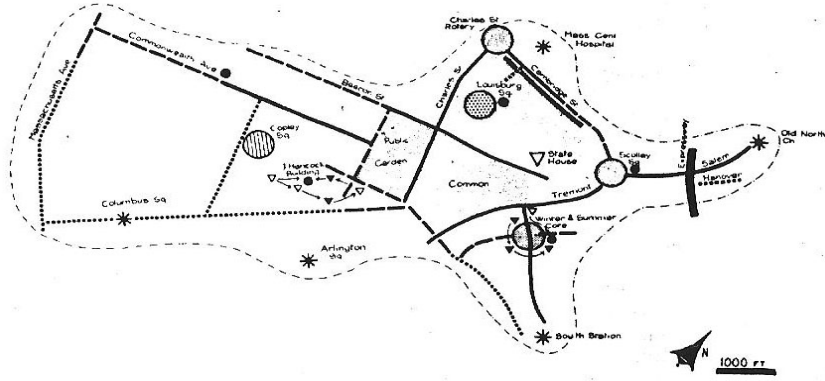 Charles St
Rotary
Mass Genl
Hospital
Massachusetts Ave
Commonwealth Ave
Beacon St
Charles St
Cambridge St
Louisburg
Sq
Copley
Sq
Public
Garden
State
House
Scollay
Sq
Expressway
Old North
Ch
Salem
Hanover
J Hancock
Building
Common
Tremont
Columbus Sq
Winter & Summer
Core
Arlington
Sq
South Station
N
1000 FT